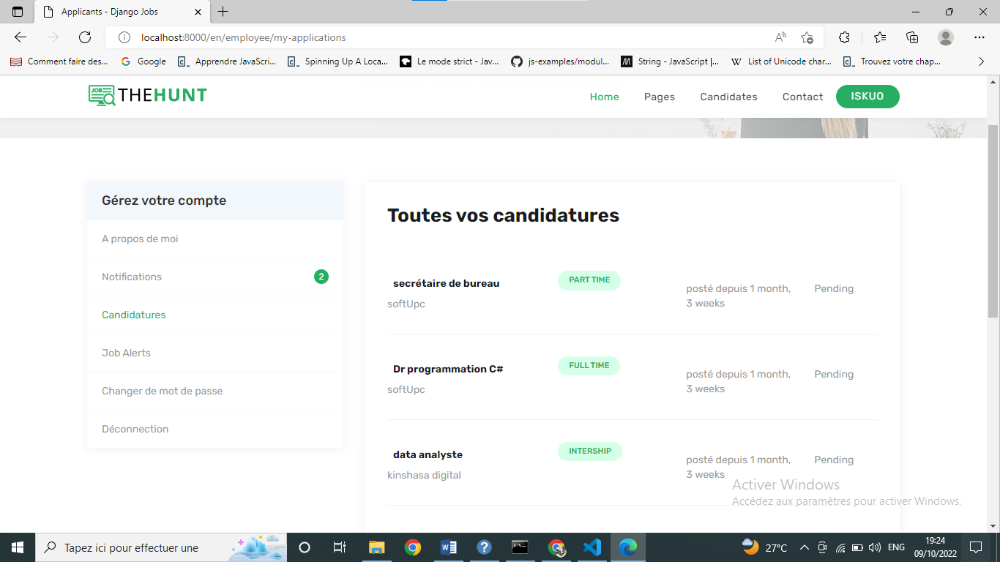 Applicants - Django Jobs
localhost:8000/en/employee/my-applications
Comment faire des...
Google
Apprendre JavaScri...
Spinning Up A Loca...
Le mode strict - Jav...
js-examples/modul...
String - JavaScript |...
List of Unicode char...
Trouvez votre chap...
JOB THEHUNT
Home
Pages
Candidates
Contact
ISKUO
Gérez votre compte
A propos de moi
Notifications 2
Candidatures
Job Alerts
Changer de mot de passe
Déconnection
Toutes vos candidatures
secrétaire de bureau
softUpc
PART TIME
posté depuis 1 month,
3 weeks
Pending
Dr programmation C#
softUpc
FULL TIME
posté depuis 1 month,
3 weeks
Pending
data analyste
kinshasa digital
INTERSHIP
posté depuis 1 month,
3 weeks
Pending
Activer Windows
Accédez aux paramètres pour activer Windows.
Tapez ici pour effectuer une
27°C
ENG
19:24
09/10/2022